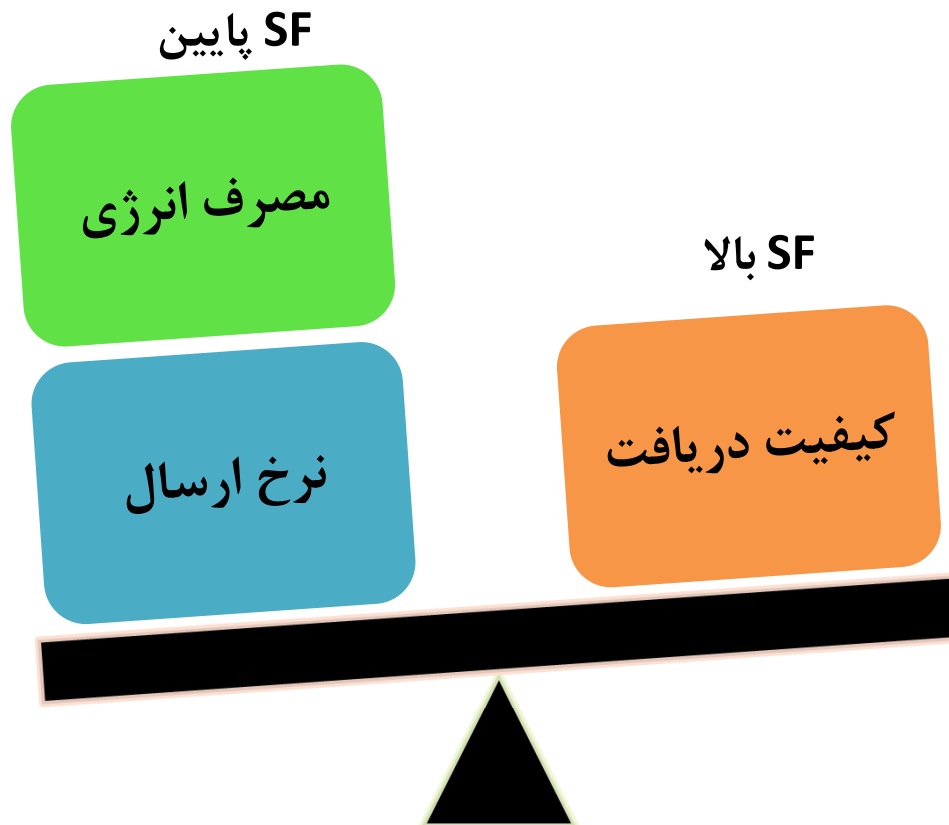 SF پایین
مصرف انرژی
نرخ ارسال
SF بالا
کیفیت دریافت